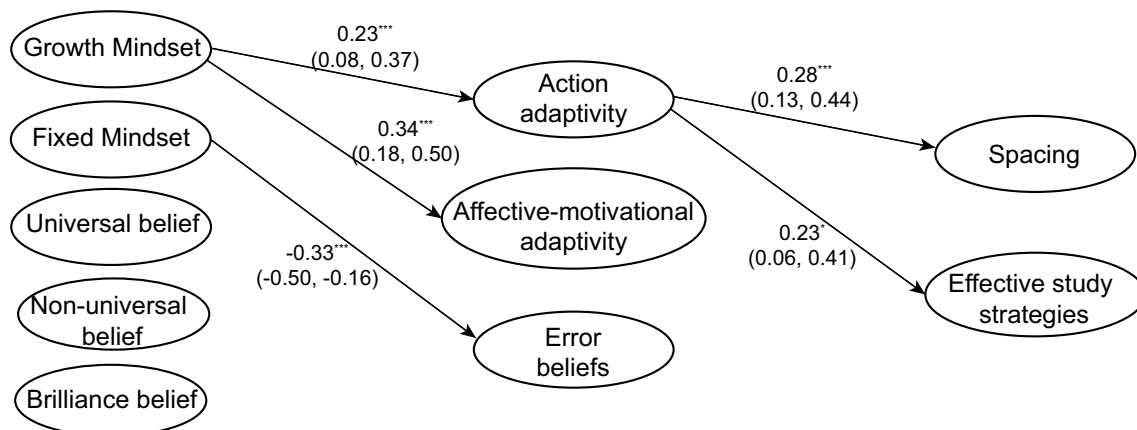 Growth Mindset
Fixed Mindset
Universal belief
Non-universal
belief
Brilliance belief
0.23***
(0.08, 0.37)
0.34***
(0.18, 0.50)
-0.33***
(-0.50, -0.16)
Action
adaptivity
Affective-motivational
adaptivity
Error
beliefs
0.28***
(0.13, 0.44)
0.23*
(0.06, 0.41)
Spacing
Effective study
strategies